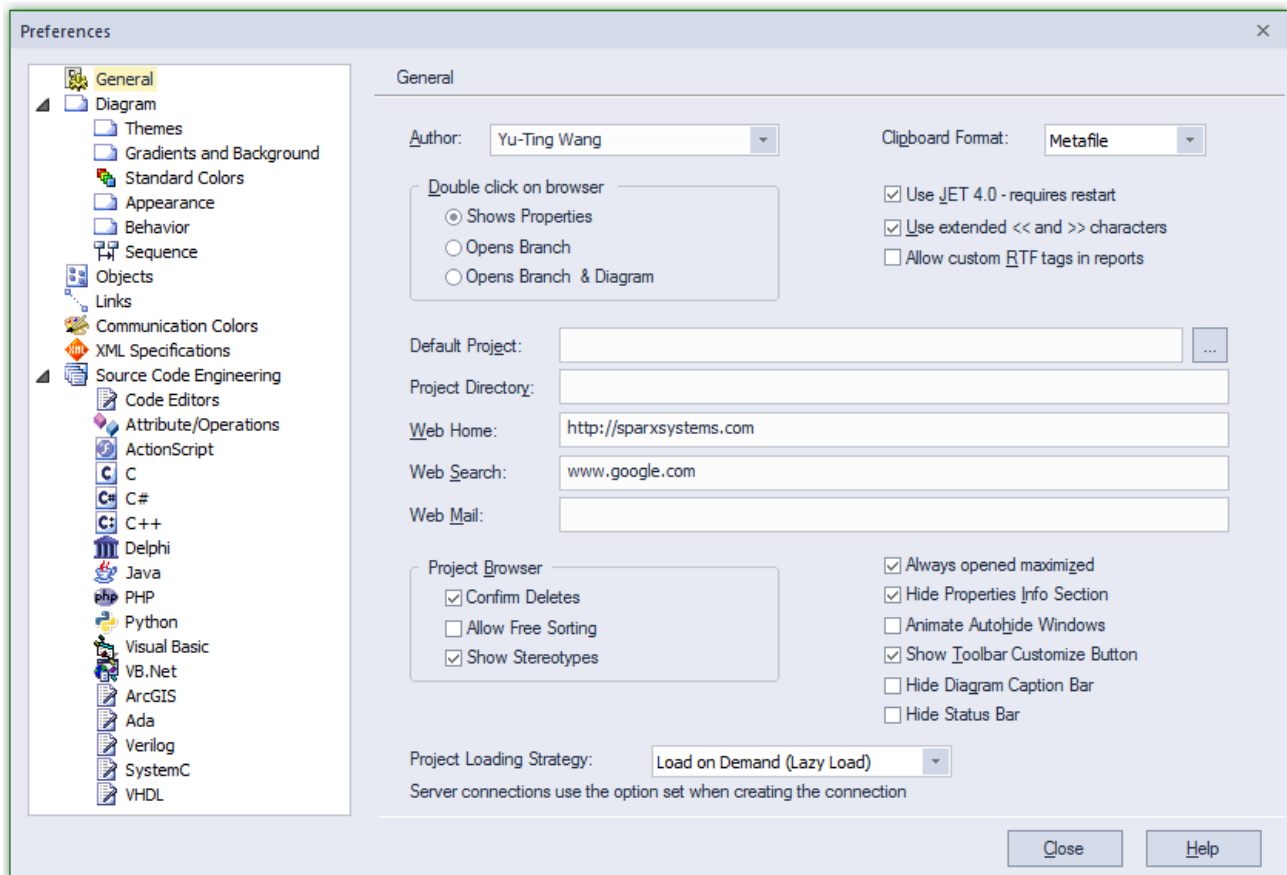 Preferences
General
Diagram
Themes
Gradients and Background
Standard Colors
Appearance
Behavior
Sequence
Objects
Links
Communication Colors
XML Specifications
Source Code Engineering
Code Editors
Attribute/Operations
ActionScript
C
C#
C++
Delphi
Java
PHP
Python
Visual Basic
VB.Net
ArcGIS
Ada
Verilog
SystemC
VHDL
General
Author: Yu-Ting Wang
Clipboard Format: Metafile
Double click on browser
Shows Properties
Opens Branch
Opens Branch & Diagram
Use JET 4.0 - requires restart
Use extended << and >> characters
Allow custom RTF tags in reports
Default Project: ...
Project Directory:
Web Home: http://sparxsystems.com
Web Search: www.google.com
Web Mail:
Project Browser
Confirm Deletes
Allow Free Sorting
Show Stereotypes
Always opened maximized
Hide Properties Info Section
Animate Autohide Windows
Show Toolbar Customize Button
Hide Diagram Caption Bar
Hide Status Bar
Project Loading Strategy: Load on Demand (Lazy Load)
Server connections use the option set when creating the connection
Close Help